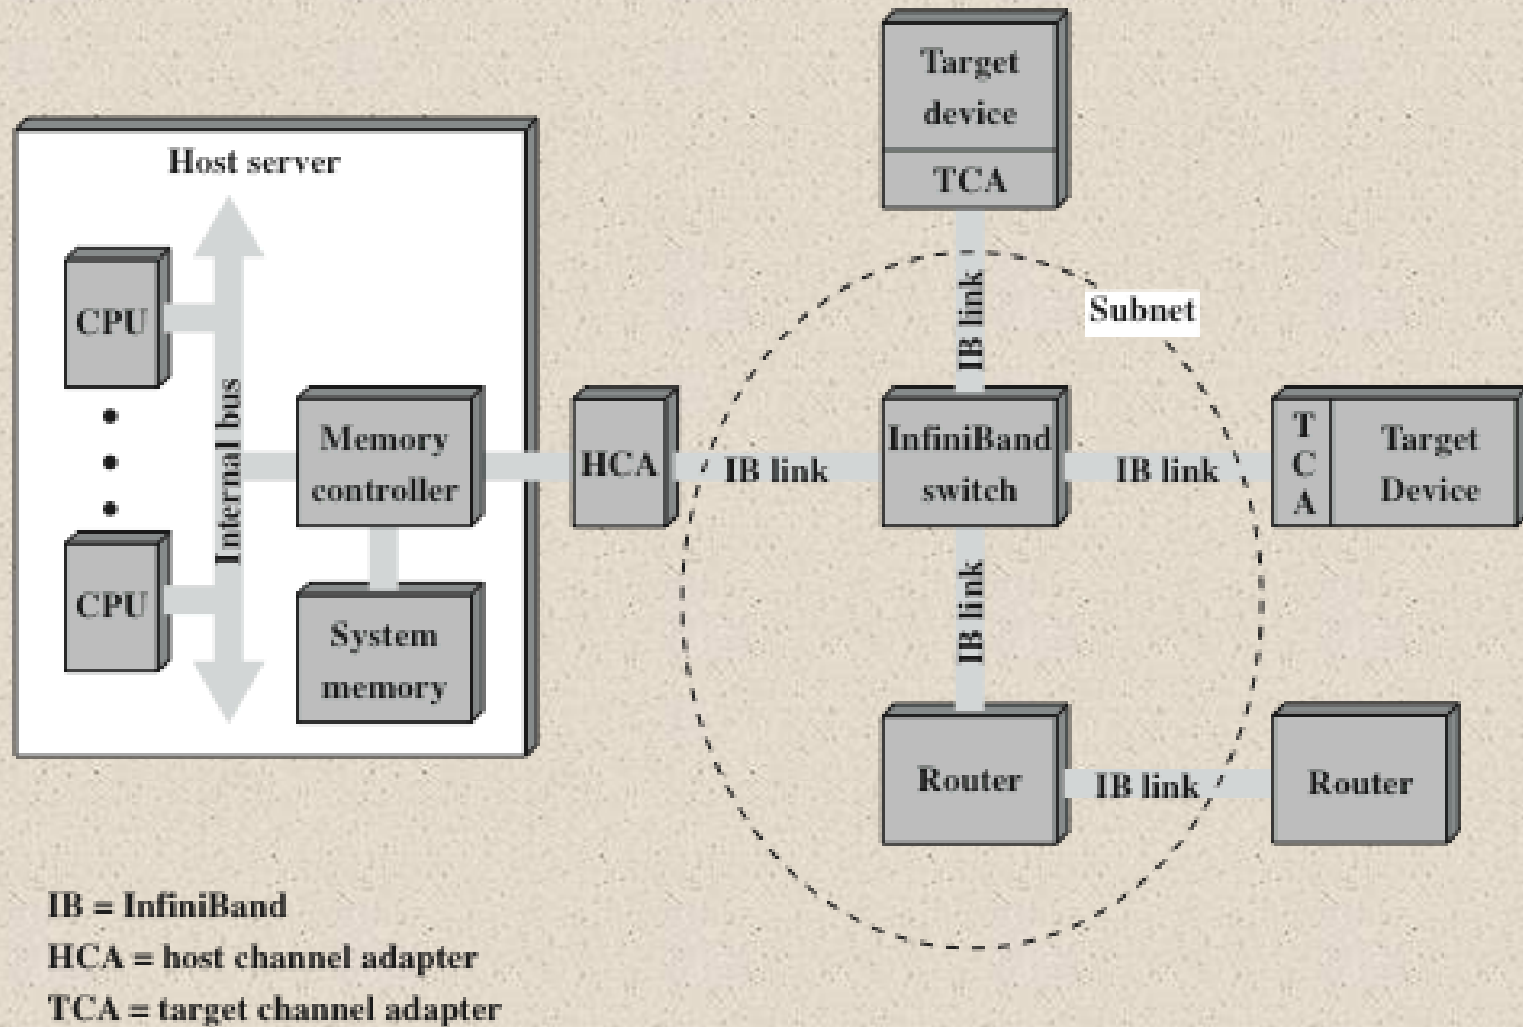 Target
device
TCA
Host server
CPU
CPU
Internal bus
Memory
controller
System
memory
HCA
IB link
Subnet
IB link
InfiniBand
switch
IB link
T
C
A
Target
Device
IB link
Router
IB link
Router
IB = InfiniBand
HCA = host channel adapter
TCA = target channel adapter